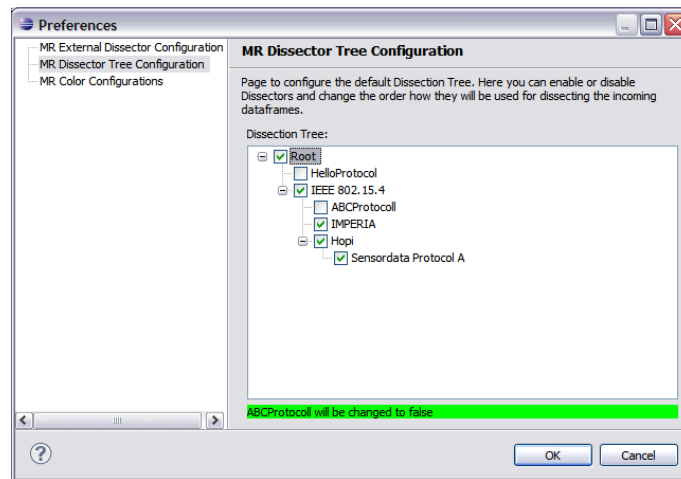 Preferences
MR External Dissector Configuration
MR Dissector Tree Configuration
MR Color Configurations
MR Dissector Tree Configuration
Page to configure the default Dissection Tree. Here you can enable or disable
Dissectors and change the order how they will be used for dissecting the incoming
dataframes.
Dissection Tree:
Root
HelloProtocol
IEEE 802.15.4
ABCProtocoll
IMPERIA
Hopi
Sensordata Protocol A
ABCProtocoll will be changed to false
?
OK
Cancel